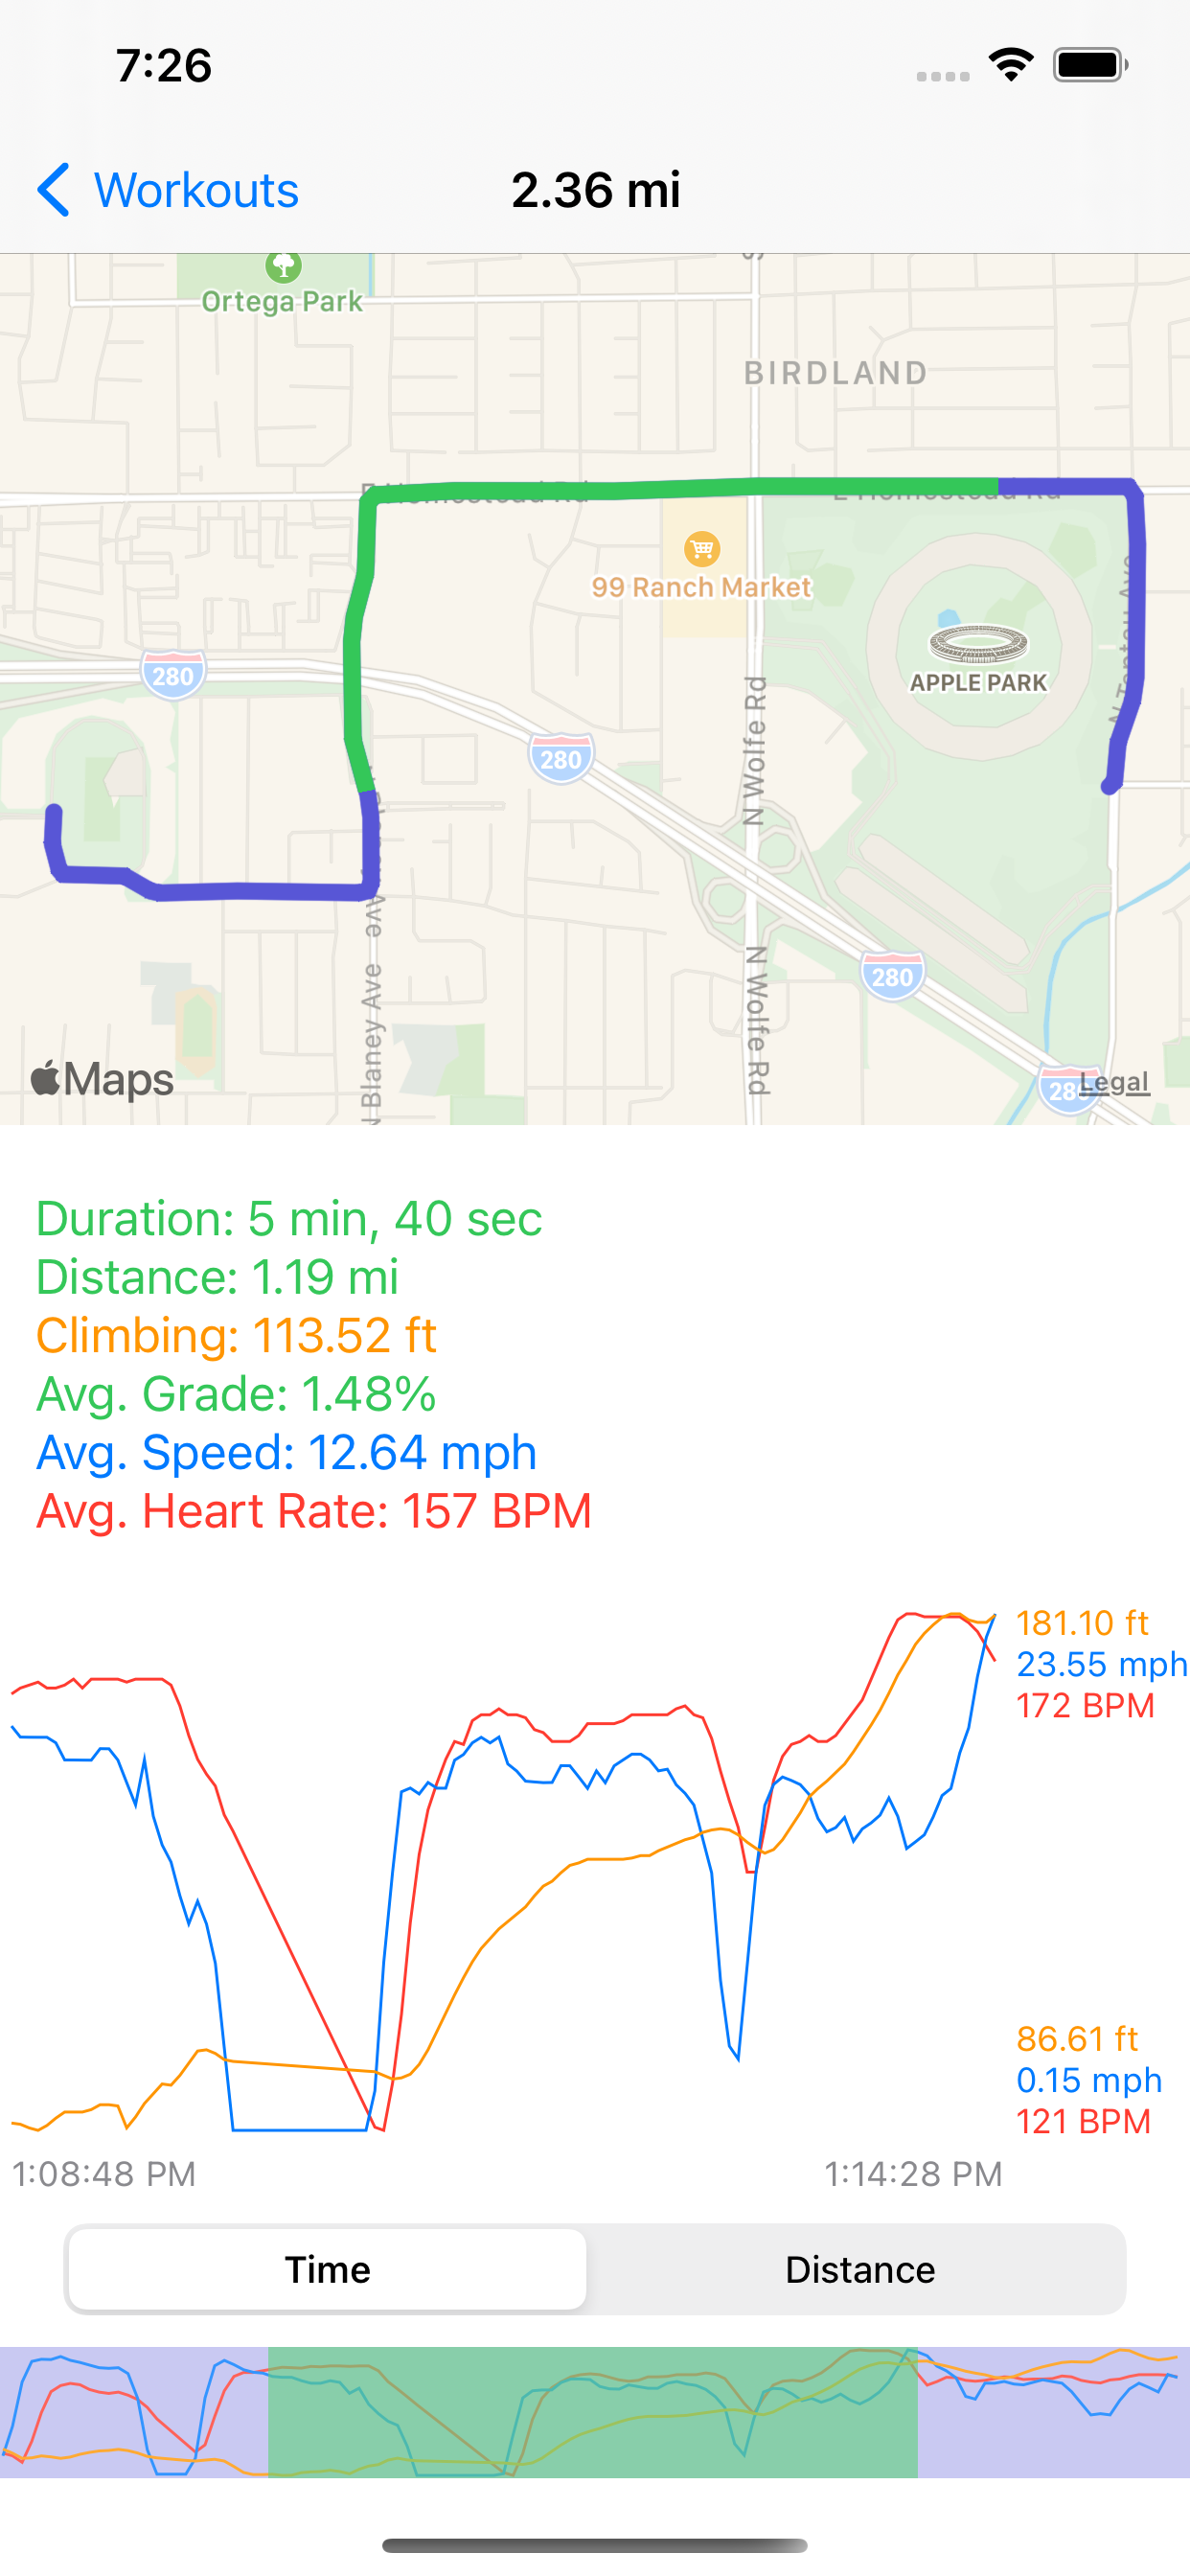 7:26
Workouts
2.36 mi
Ortega Park
BIRDLAND
E Homestead Rd
E Homestead Rd
99 Ranch Market
APPLE PARK
280
280
280
280
N Wolfe Rd
N Wolfe Rd
N Tantau Ave
Ave
N Blaney Ave
Maps
Legal
Duration: 5 min, 40 sec
Distance: 1.19 mi
Climbing: 113.52 ft
Avg. Grade: 1.48%
Avg. Speed: 12.64 mph
Avg. Heart Rate: 157 BPM
181.10 ft
23.55 mph
172 BPM
86.61 ft
0.15 mph
121 BPM
1:08:48 PM
1:14:28 PM
Time
Distance